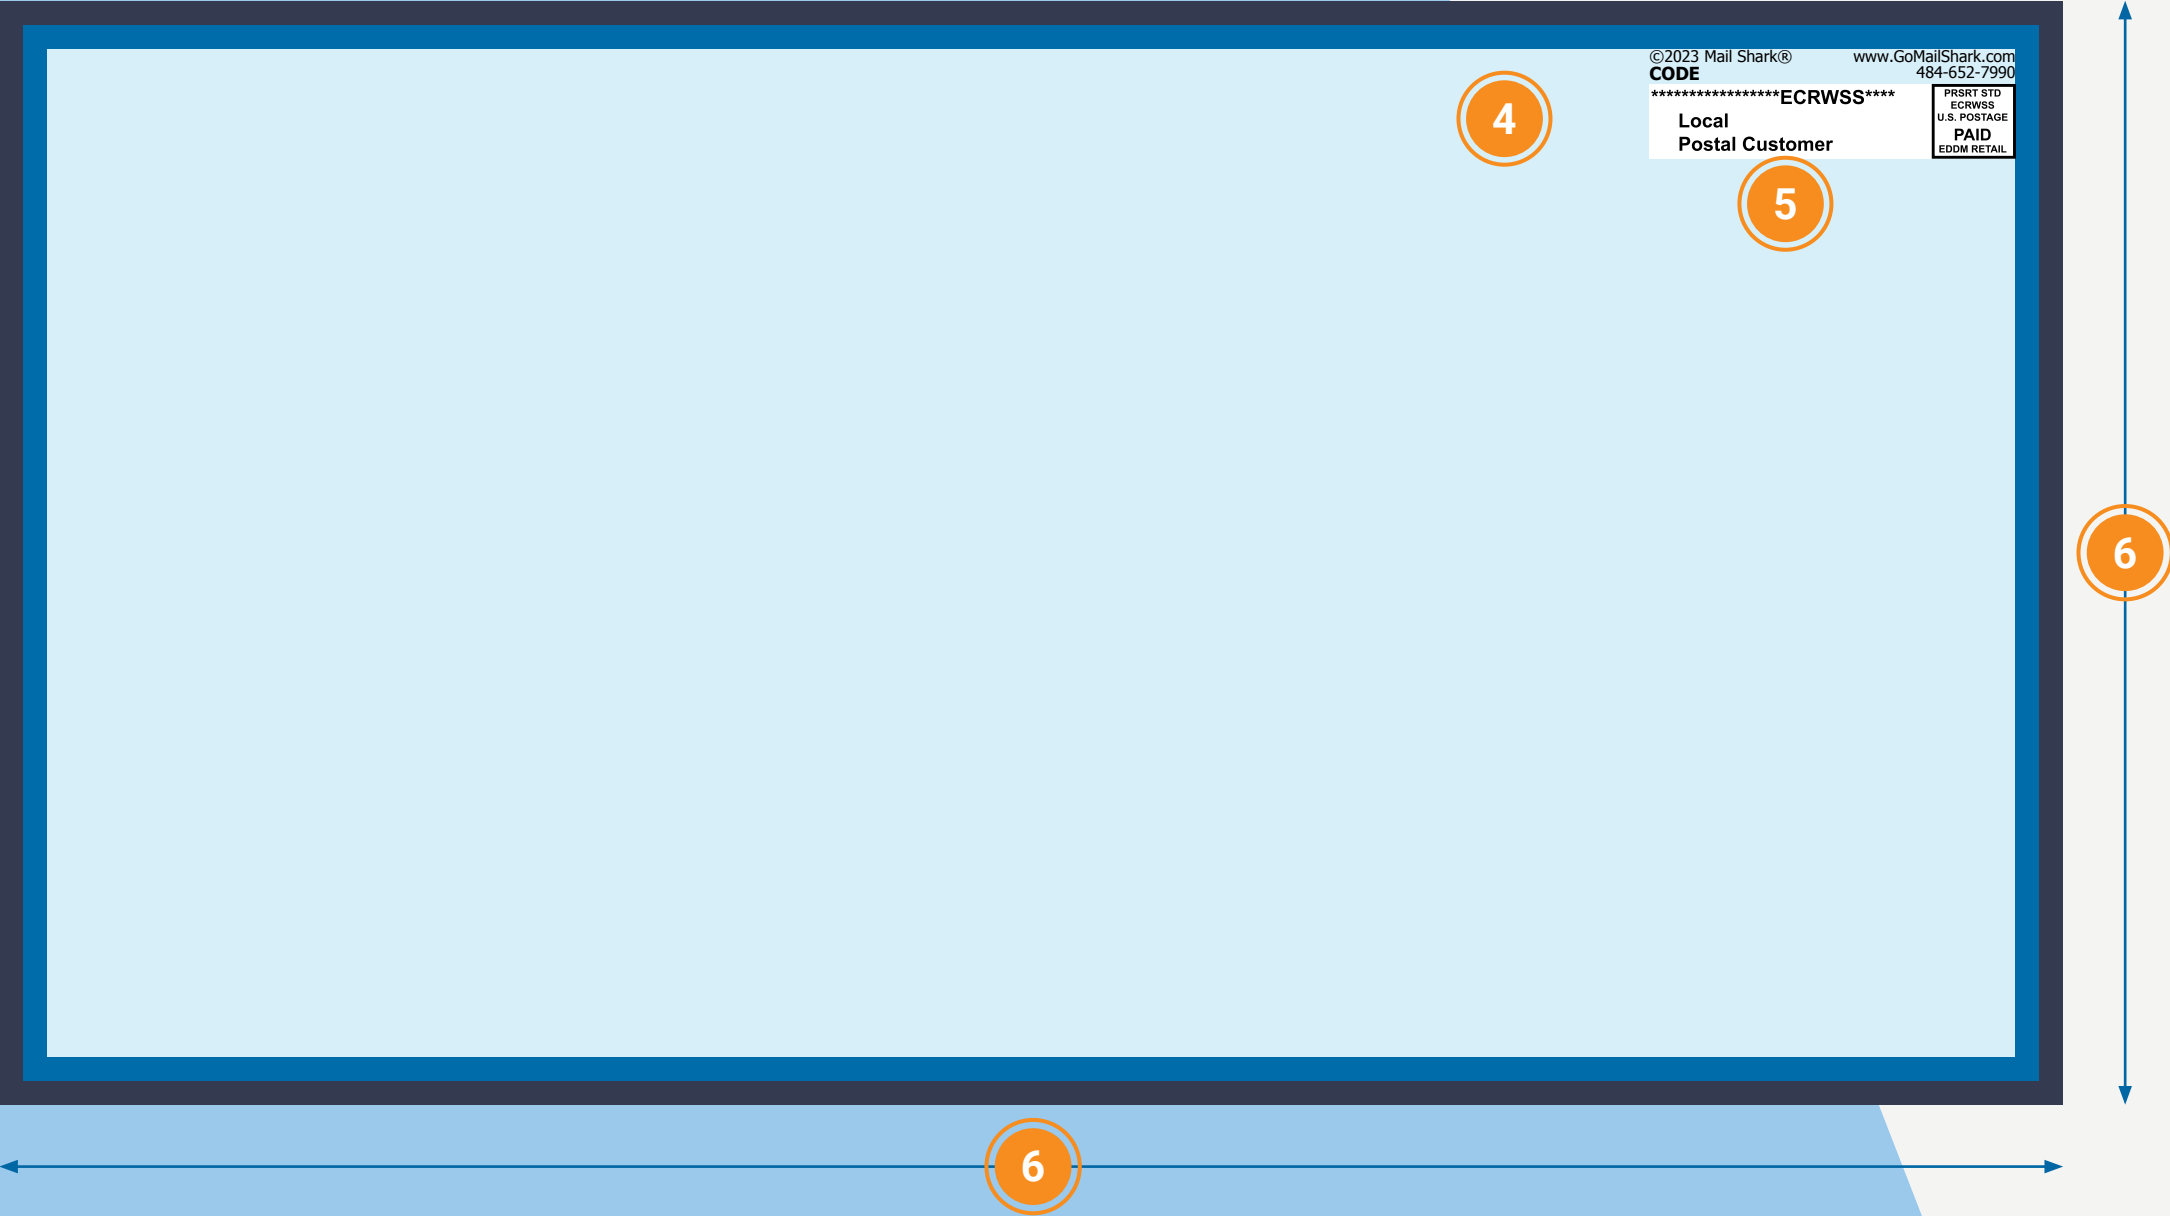 ©2023 Mail Shark® www.GoMailShark.com
CODE 484-652-7990
*****************ECRWSS****
Local
Postal Customer
PRSRT STD
ECRWSS
U.S. POSTAGE
PAID
EDDM RETAIL
4
5
6
6